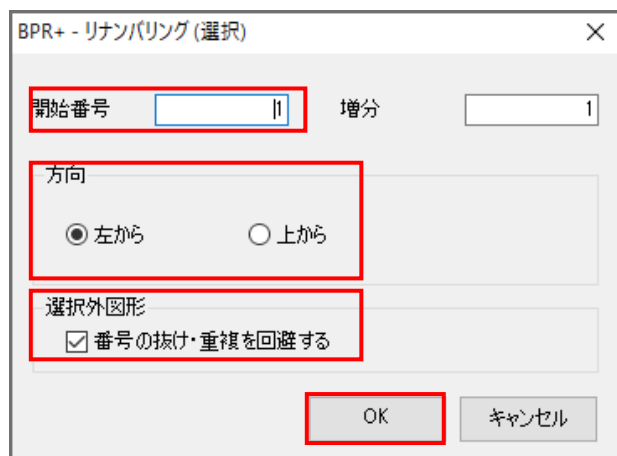 BPR+ - リナンバリング (選択)
開始番号 1 増分 1
方向
左から 上から
選択外図形
番号の抜け・重複を回避する
OK キャンセル